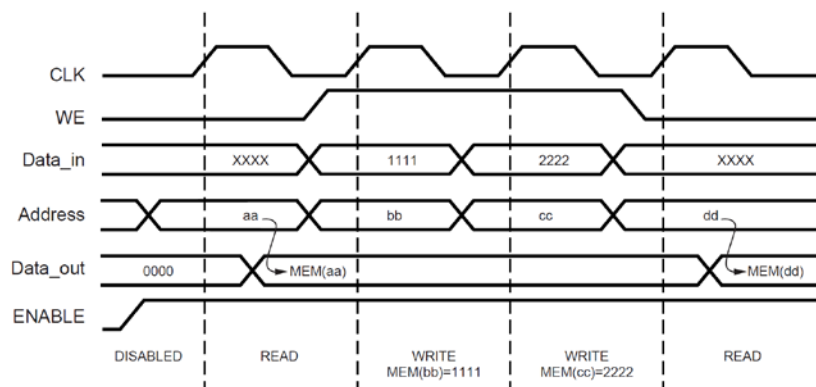 CLK
WE
Data_in XXXX 1111 2222 XXXX
Address aa bb cc dd
Data_out 0000 MEM(aa) MEM(dd)
ENABLE
DISABLED READ WRITE WRITE READ
MEM(bb)=1111 MEM(cc)=2222